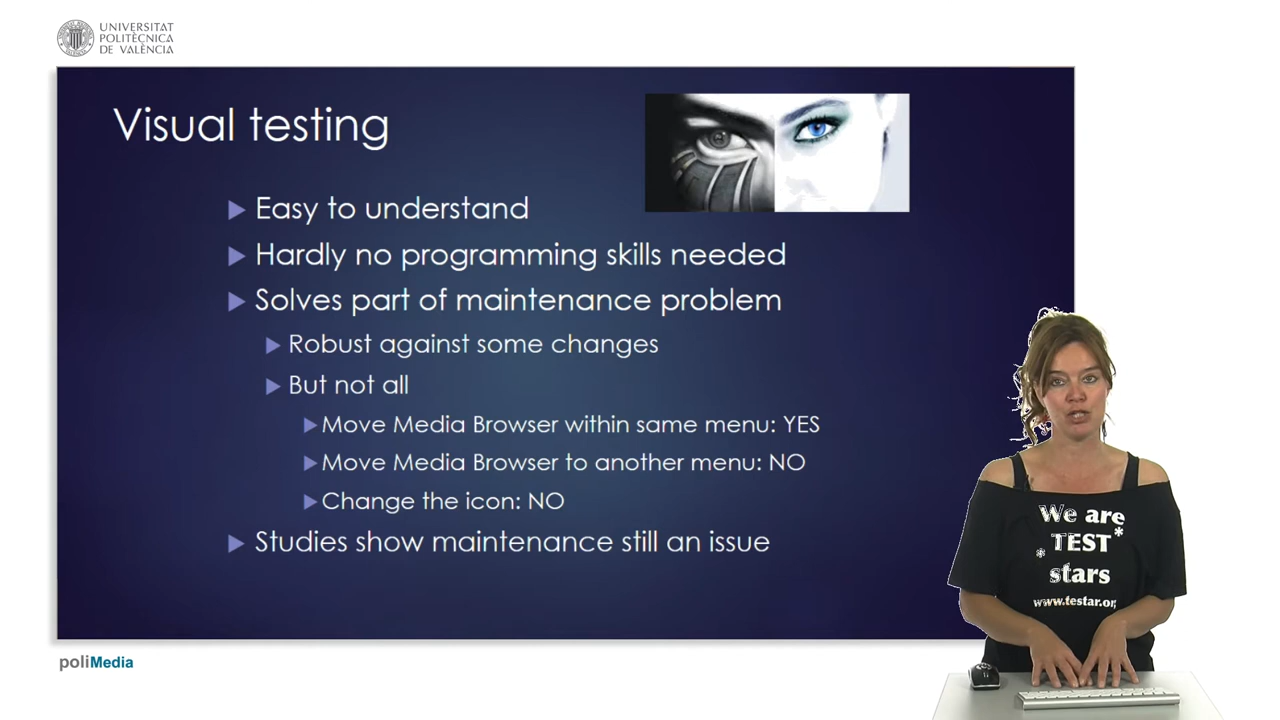 UNIVERSITAT
POLITÈCNICA
DE VALÈNCIA
Visual testing
Easy to understand
Hardly no programming skills needed
Solves part of maintenance problem
Robust against some changes
But not all
Move Media Browser within same menu: YES
Move Media Browser to another menu: NO
Change the icon: NO
Studies show maintenance still an issue
We are
*TEST*
stars
www.testar.org
poliMedia